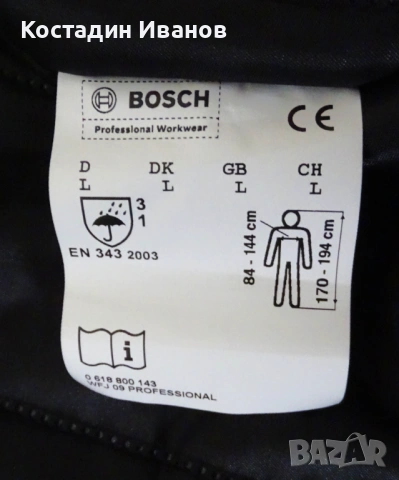 Костадин Иванов
BOSCH
Professional Workwear
CE
D DK GB CH
L L L L
3
1
EN 343 2003
84 - 144 cm
170 - 194 cm
i
0 618 800 143
WPJ 09 PROFESSIONAL
BAZAR